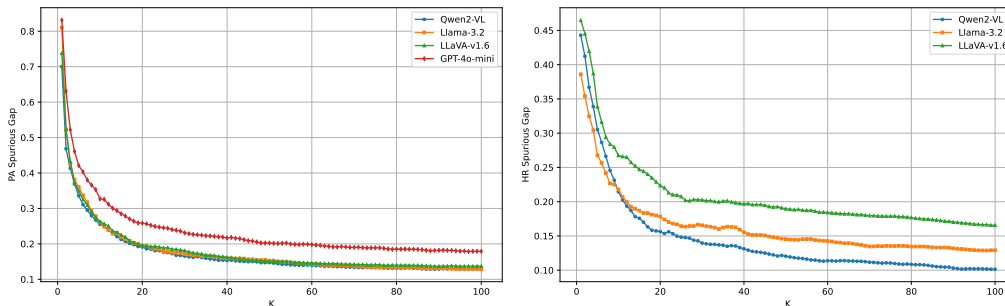 PA Spurious Gap
0.8
0.7
0.6
0.5
0.4
0.3
0.2
0.1
0
20
40
60
80
100
K
Qwen2-VL
Llama-3.2
LLaVA-v1.6
GPT-4o-mini
HR Spurious Gap
0.45
0.40
0.35
0.30
0.25
0.20
0.15
0.10
0
20
40
60
80
100
K
Qwen2-VL
Llama-3.2
LLaVA-v1.6